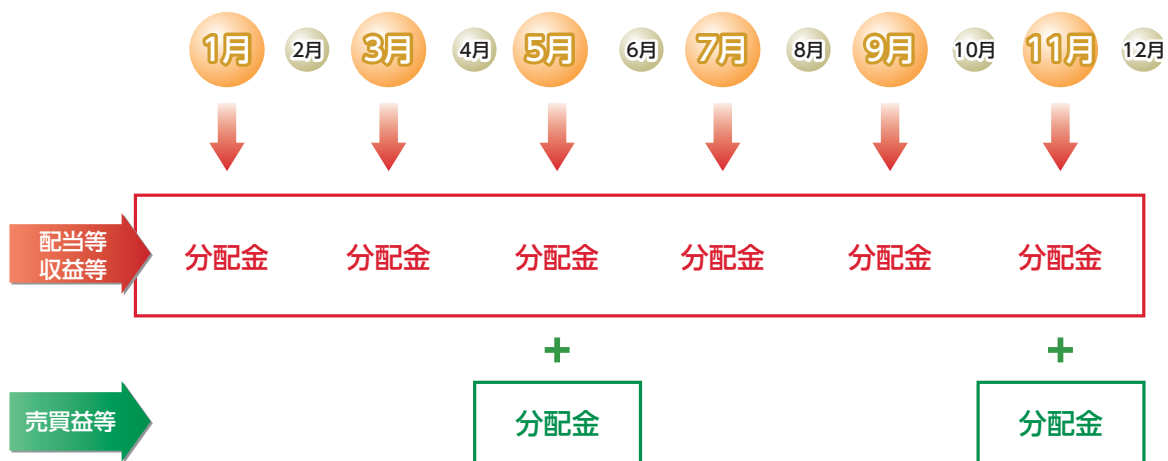 1月 2月 3月 4月 5月 6月 7月 8月 9月 10月 11月 12月
配当等
収益等
分配金 分配金 分配金 分配金 分配金 分配金
+ +
売買益等
分配金 分配金